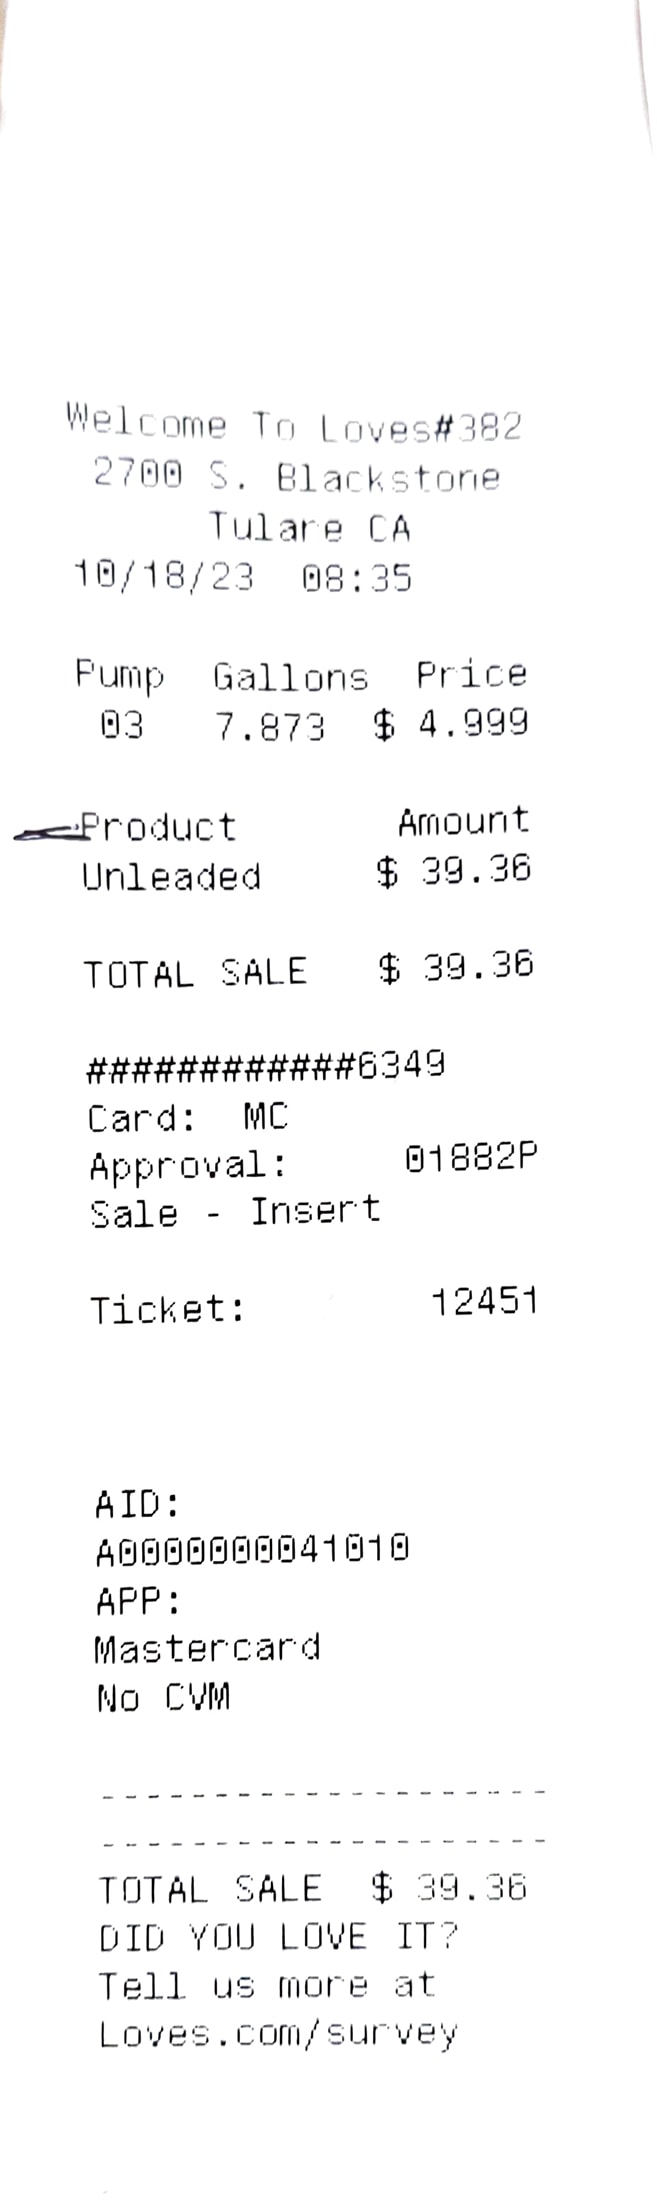 Welcome To Loves#382
2700 S. Blackstone
Tulare CA
10/18/23 08:35
Pump Gallons Price
03 7.873 $ 4.999
Product Amount
Unleaded $ 39.36
TOTAL SALE $ 39.36
############6349
Card: MC
Approval: 01882P
Sale - Insert
Ticket: 12451
AID:
A0000000041010
APP:
Mastercard
No CVM
--------------------
--------------------
TOTAL SALE $ 39.36
DID YOU LOVE IT?
Tell us more at
Loves.com/survey